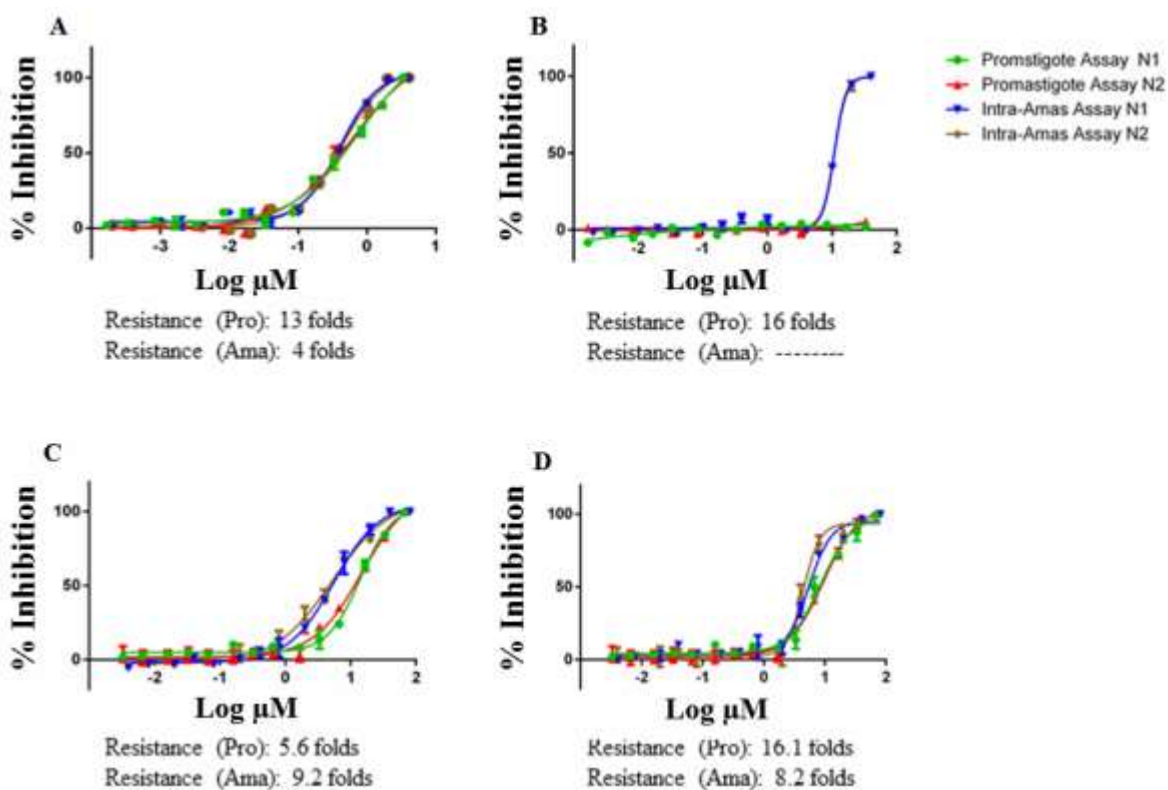 A
B
% Inhibition
100
50
0
-3
-2
-1
0
1
Log µM
Resistance (Pro): 13 folds
Resistance (Ama): 4 folds
% Inhibition
100
50
0
-2
-1
0
1
2
Log µM
Resistance (Pro): 16 folds
Resistance (Ama): --------
Promstigote Assay N1
Promastigote Assay N2
Intra-Amas Assay N1
Intra-Amas Assay N2
C
D
% Inhibition
100
50
0
-2
-1
0
1
2
Log µM
Resistance (Pro): 5.6 folds
Resistance (Ama): 9.2 folds
% Inhibition
100
50
0
-2
-1
0
1
2
Log µM
Resistance (Pro): 16.1 folds
Resistance (Ama): 8.2 folds